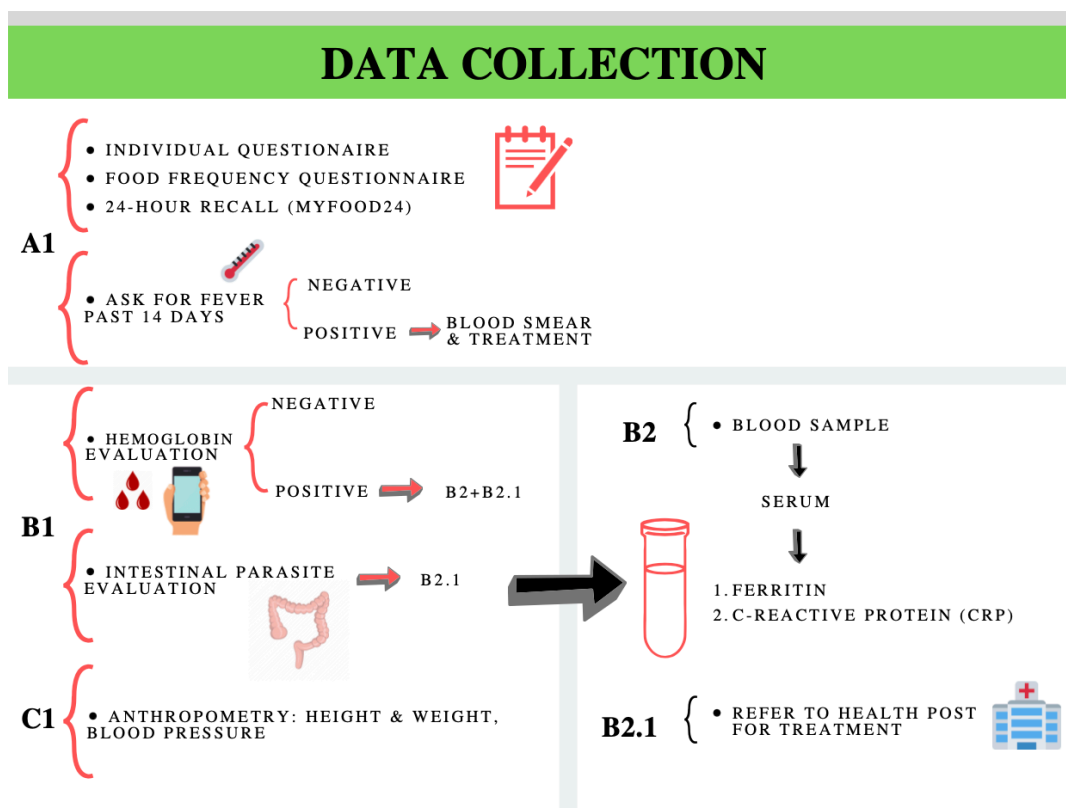 DATA COLLECTION
A1
• INDIVIDUAL QUESTIONAIRE
• FOOD FREQUENCY QUESTIONNAIRE
• 24-HOUR RECALL (MYFOOD24)
• ASK FOR FEVER
PAST 14 DAYS
NEGATIVE
POSITIVE
BLOOD SMEAR
& TREATMENT
B1
• HEMOGLOBIN
EVALUATION
NEGATIVE
POSITIVE
B2+B2.1
• INTESTINAL PARASITE
EVALUATION
B2.1
C1
• ANTHROPOMETRY: HEIGHT & WEIGHT,
BLOOD PRESSURE
B2
• BLOOD SAMPLE
SERUM
1. FERRITIN
2. C-REACTIVE PROTEIN (CRP)
B2.1
• REFER TO HEALTH POST
FOR TREATMENT